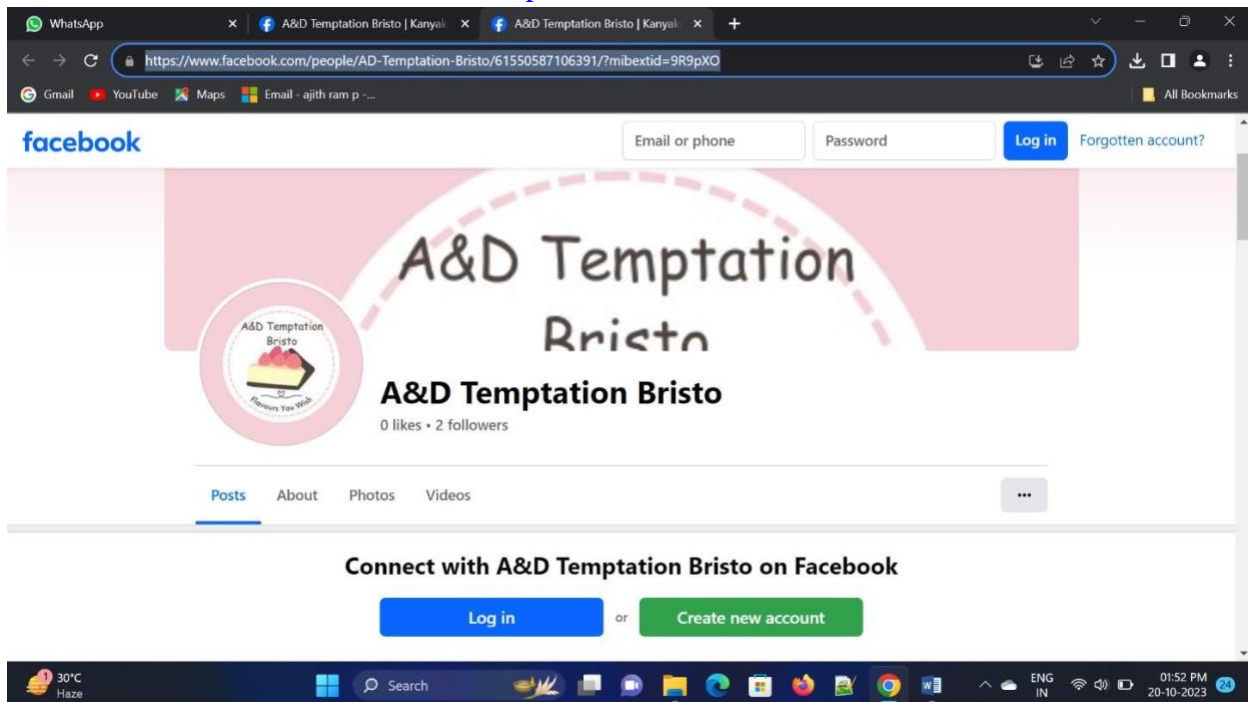 WhatsApp
A&D Temptation Bristo | Kanyak
A&D Temptation Bristo | Kanyak
https://www.facebook.com/people/AD-Temptation-Bristo/61550587106391/?mibextid=9R9pXO
Gmail YouTube Maps Email - ajith ram p -... All Bookmarks
facebook Email or phone Password Log in Forgotten account?
A&D Temptation
Bristo
A&D Temptation
Bristo
Flavours You Wish
A&D Temptation Bristo
0 likes • 2 followers
Posts About Photos Videos
Connect with A&D Temptation Bristo on Facebook
Log in or Create new account
1 30°C Search ENG 01:52 PM
Haze IN 20-10-2023 24